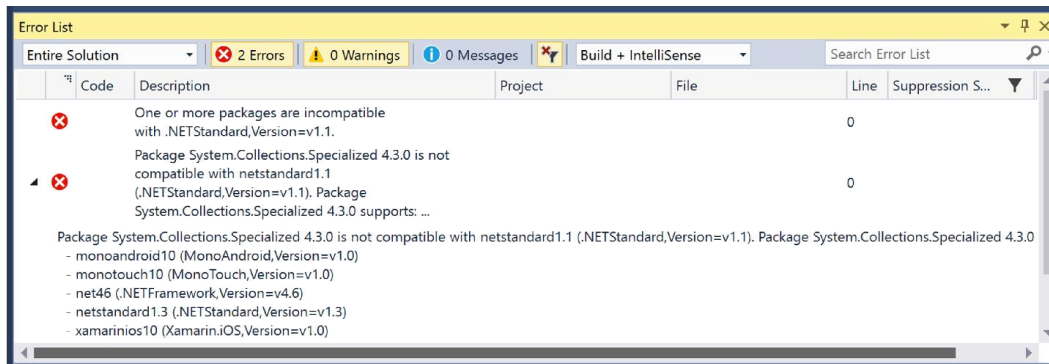 Error List
Entire Solution 2 Errors 0 Warnings 0 Messages Build + IntelliSense Search Error List
Code Description Project File Line Suppression S...
One or more packages are incompatible
with .NETStandard,Version=v1.1.
0
Package System.Collections.Specialized 4.3.0 is not
compatible with netstandard1.1
(.NETStandard,Version=v1.1). Package
System.Collections.Specialized 4.3.0 supports: ...
0
Package System.Collections.Specialized 4.3.0 is not compatible with netstandard1.1 (.NETStandard,Version=v1.1). Package System.Collections.Specialized 4.3.0
- monoandroid10 (MonoAndroid,Version=v1.0)
- monotouch10 (MonoTouch,Version=v1.0)
- net46 (.NETFramework,Version=v4.6)
- netstandard1.3 (.NETStandard,Version=v1.3)
- xamarinios10 (Xamarin.iOS,Version=v1.0)